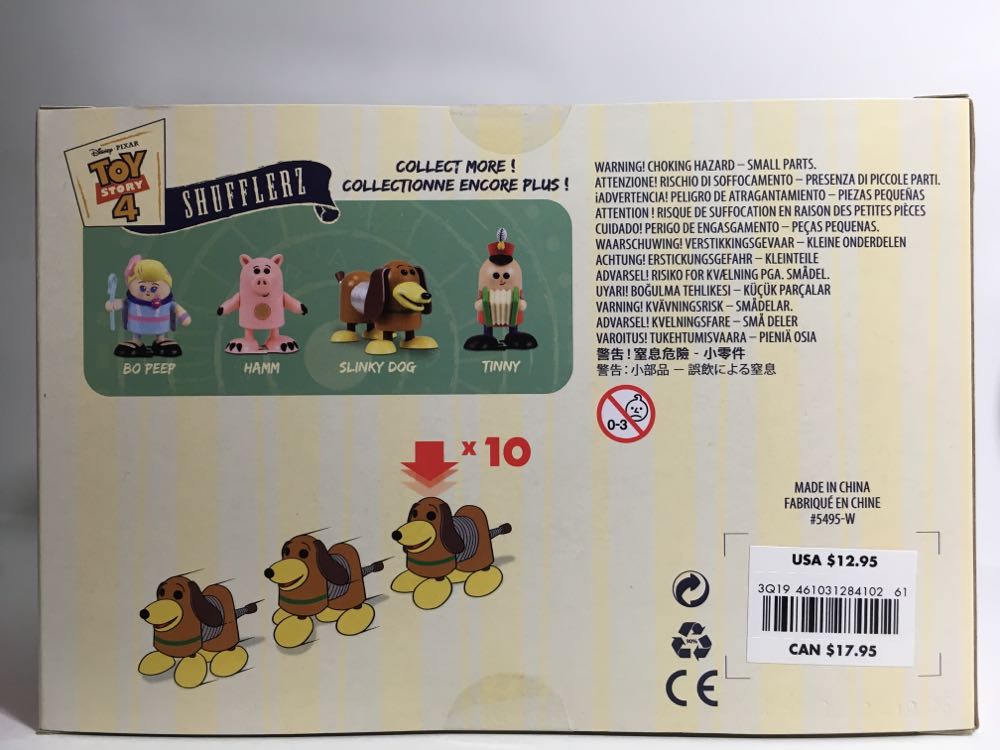 Disney · PIXAR
TOY
STORY
4
SHUFFLERZ
COLLECT MORE !
COLLECTIONNE ENCORE PLUS !
BO PEEP
HAMM
SLINKY DOG
TINNY
WARNING! CHOKING HAZARD – SMALL PARTS.
ATTENZIONE! RISCHIO DI SOFFOCAMENTO – PRESENZA DI PICCOLE PARTI.
¡ADVERTENCIA! PELIGRO DE ATRAGANTAMIENTO – PIEZAS PEQUEÑAS
ATTENTION ! RISQUE DE SUFFOCATION EN RAISON DES PETITES PIÈCES
CUIDADO! PERIGO DE ENGASGAMENTO – PEÇAS PEQUENAS.
WAARSCHUWING! VERSTIKKINGSGEVAAR – KLEINE ONDERDELEN
ACHTUNG! ERSTICKUNGSGEFAHR – KLEINTEILE
ADVARSEL! RISIKO FOR KVÆLNING PGA. SMÅDEL.
UYARI! BOĞULMA TEHLIKESI – KÜÇÜK PARÇALAR
VARNING! KVÄVNINGSRISK – SMÅDELAR.
ADVARSEL! KVELNINGSFARE – SMÅ DELER
VAROITUS! TUKEHTUMISVAARA – PIENIÄ OSIA
警告！窒息危險 - 小零件
警告: 小部品 — 誤飲による窒息
0-3
x 10
MADE IN CHINA
FABRIQUÉ EN CHINE
#5495-W
USA $12.95
3Q19 461031284102 61
CAN $17.95
90%
CE